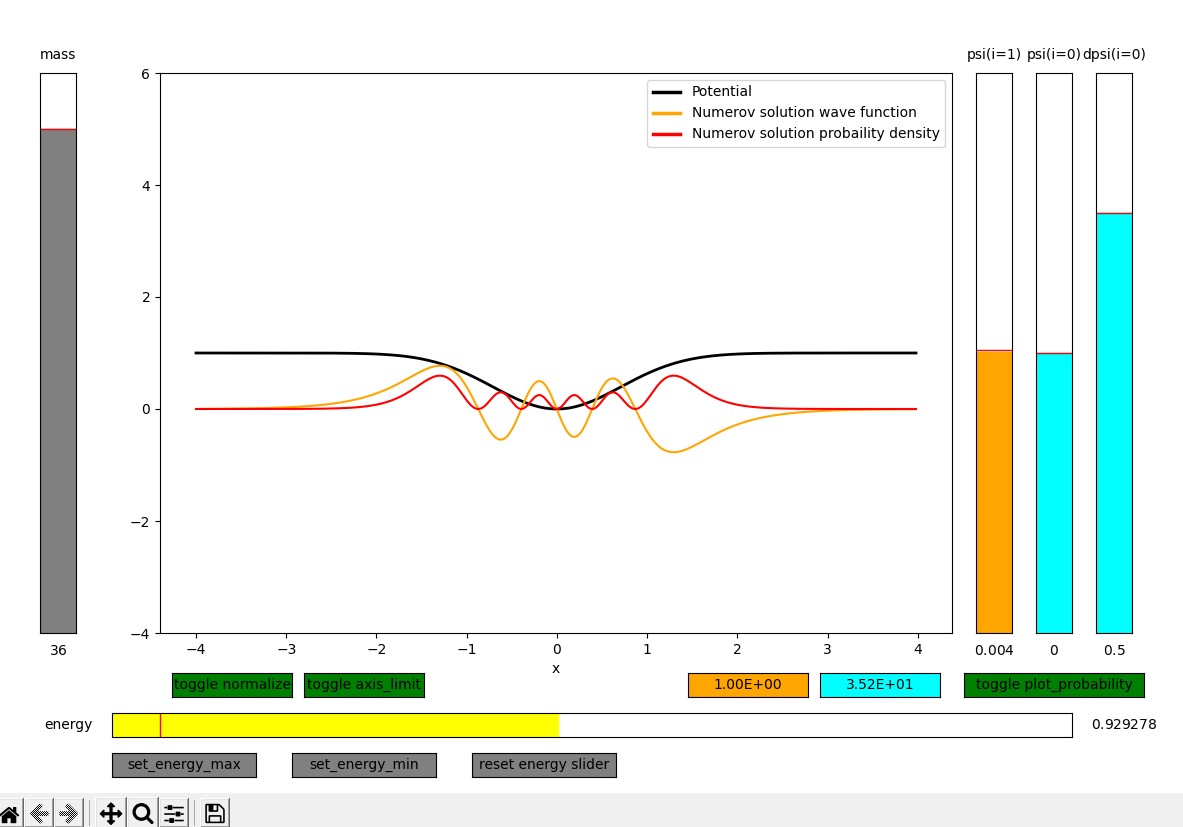 mass
psi(i=1) psi(i=0) dpsi(i=0)
6
4
2
0
−2
−4
Potential
Numerov solution wave function
Numerov solution probaility density
−4 −3 −2 −1 0 1 2 3 4
x
36
0.004 0 0.5
toggle normalize toggle axis_limit 1.00E+00 3.52E+01 toggle plot_probability
energy 0.929278
set_energy_max set_energy_min reset energy slider